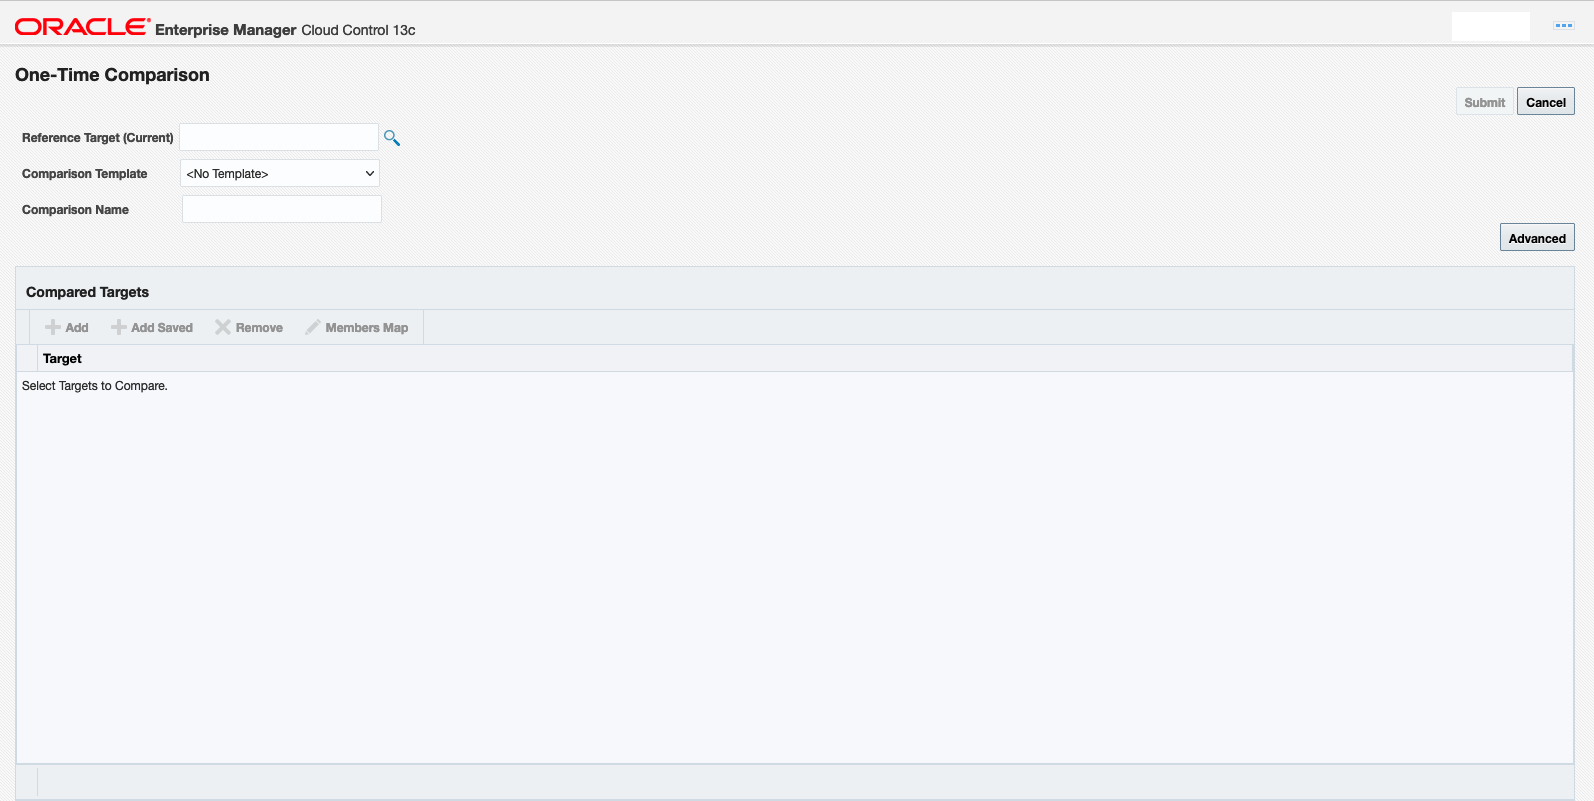 ORACLE® Enterprise Manager Cloud Control 13c
One-Time Comparison
Submit Cancel
Reference Target (Current)
Comparison Template <No Template>
Comparison Name
Advanced
Compared Targets
Add Add Saved Remove Members Map
Target
Select Targets to Compare.